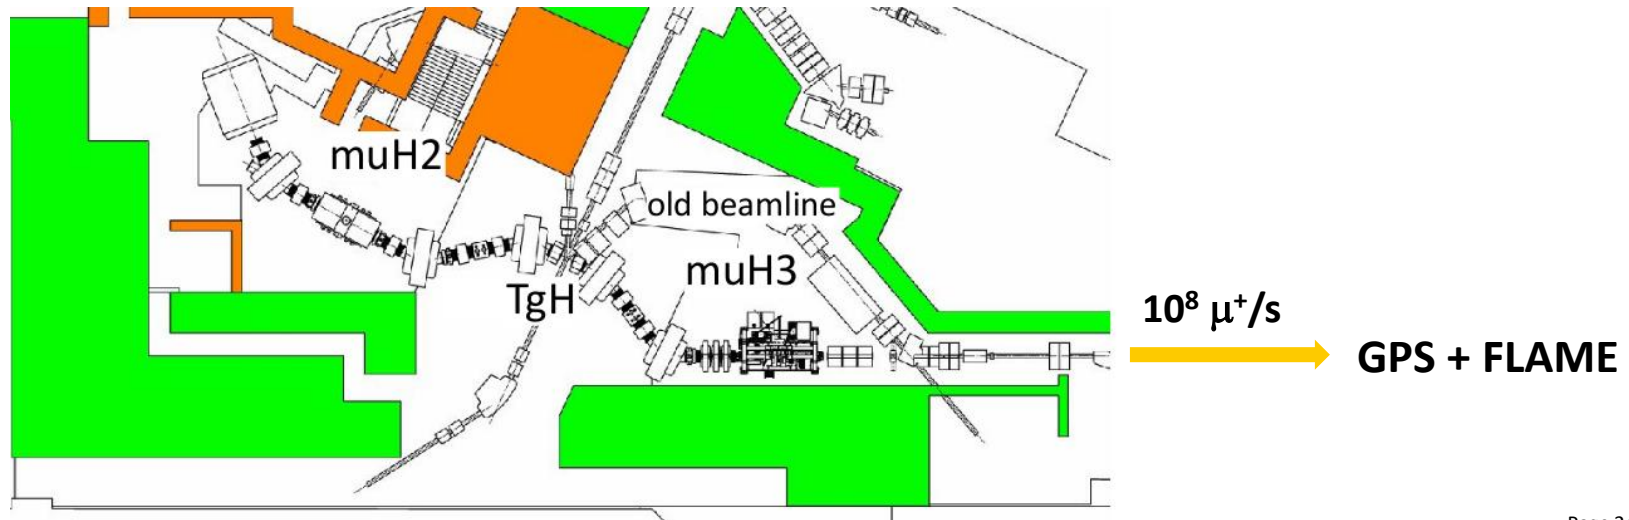 muH2
old beamline
muH3
TgH
10⁸ μ⁺/s
GPS + FLAME